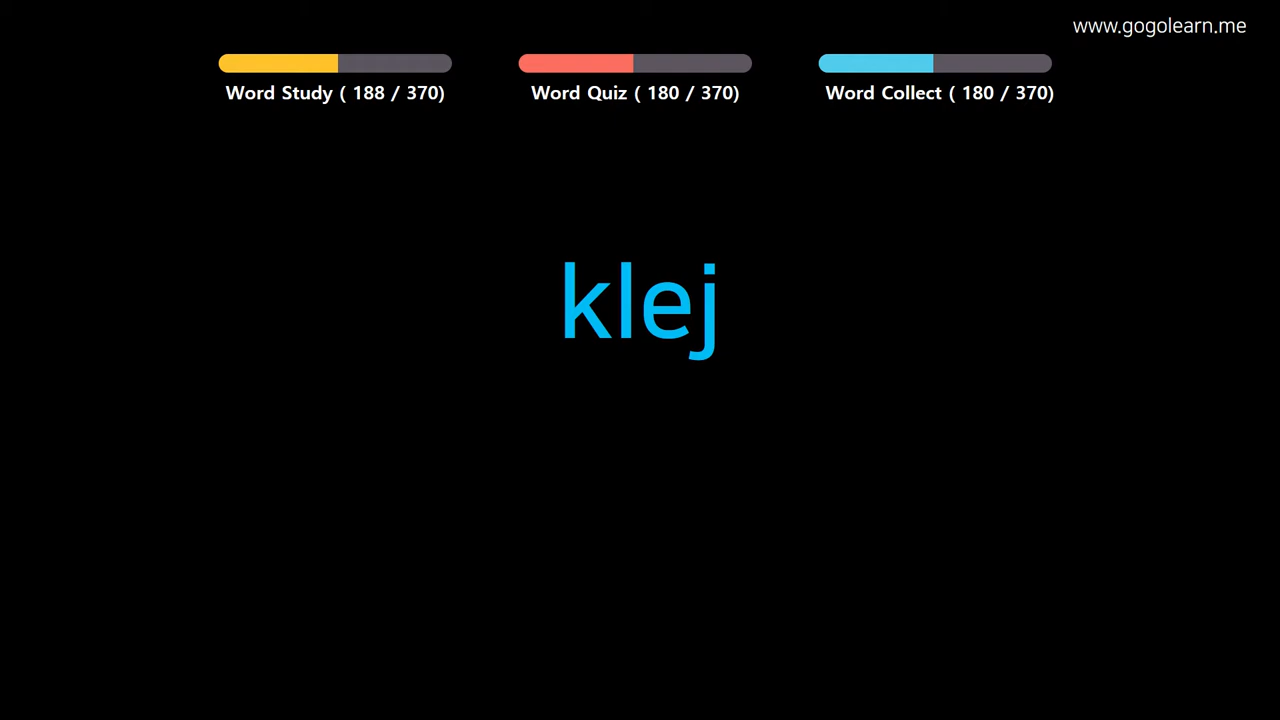 www.gogolearn.me
Word Study ( 188 / 370)
Word Quiz ( 180 / 370)
Word Collect ( 180 / 370)
klej